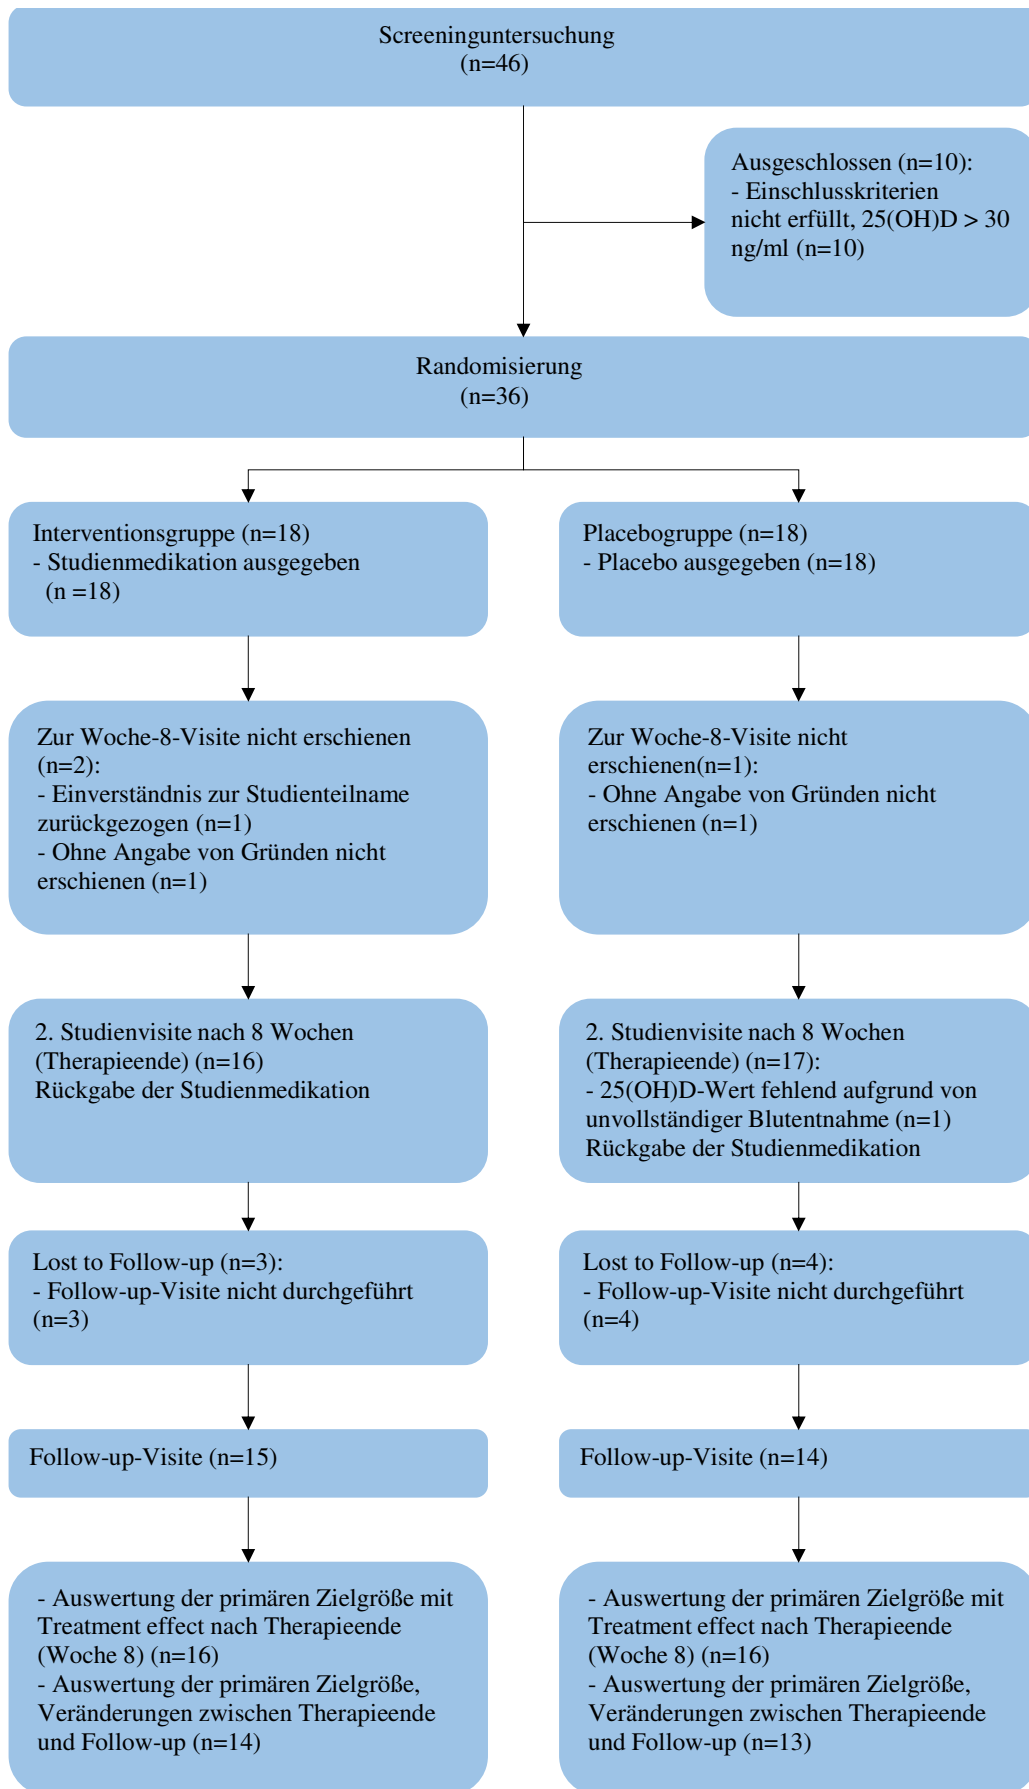 Screeninguntersuchung
(n=46)
Ausgeschlossen (n=10):
- Einschlusskriterien
nicht erfüllt, 25(OH)D > 30
ng/ml (n=10)
Randomisierung
(n=36)
Interventionsgruppe (n=18)
- Studienmedikation ausgegeben
(n =18)
Placebogruppe (n=18)
- Placebo ausgegeben (n=18)
Zur Woche-8-Visite nicht erschienen
(n=2):
- Einverständnis zur Studienteilname
zurückgezogen (n=1)
- Ohne Angabe von Gründen nicht
erschienen (n=1)
Zur Woche-8-Visite nicht
erschienen(n=1):
- Ohne Angabe von Gründen nicht
erschienen (n=1)
2. Studienvisite nach 8 Wochen
(Therapieende) (n=16)
Rückgabe der Studienmedikation
2. Studienvisite nach 8 Wochen
(Therapieende) (n=17):
- 25(OH)D-Wert fehlend aufgrund von
unvollständiger Blutentnahme (n=1)
Rückgabe der Studienmedikation
Lost to Follow-up (n=3):
- Follow-up-Visite nicht durchgeführt
(n=3)
Lost to Follow-up (n=4):
- Follow-up-Visite nicht durchgeführt
(n=4)
Follow-up-Visite (n=15)
Follow-up-Visite (n=14)
- Auswertung der primären Zielgröße mit
Treatment effect nach Therapieende
(Woche 8) (n=16)
- Auswertung der primären Zielgröße,
Veränderungen zwischen Therapieende
und Follow-up (n=14)
- Auswertung der primären Zielgröße mit
Treatment effect nach Therapieende
(Woche 8) (n=16)
- Auswertung der primären Zielgröße,
Veränderungen zwischen Therapieende
und Follow-up (n=13)